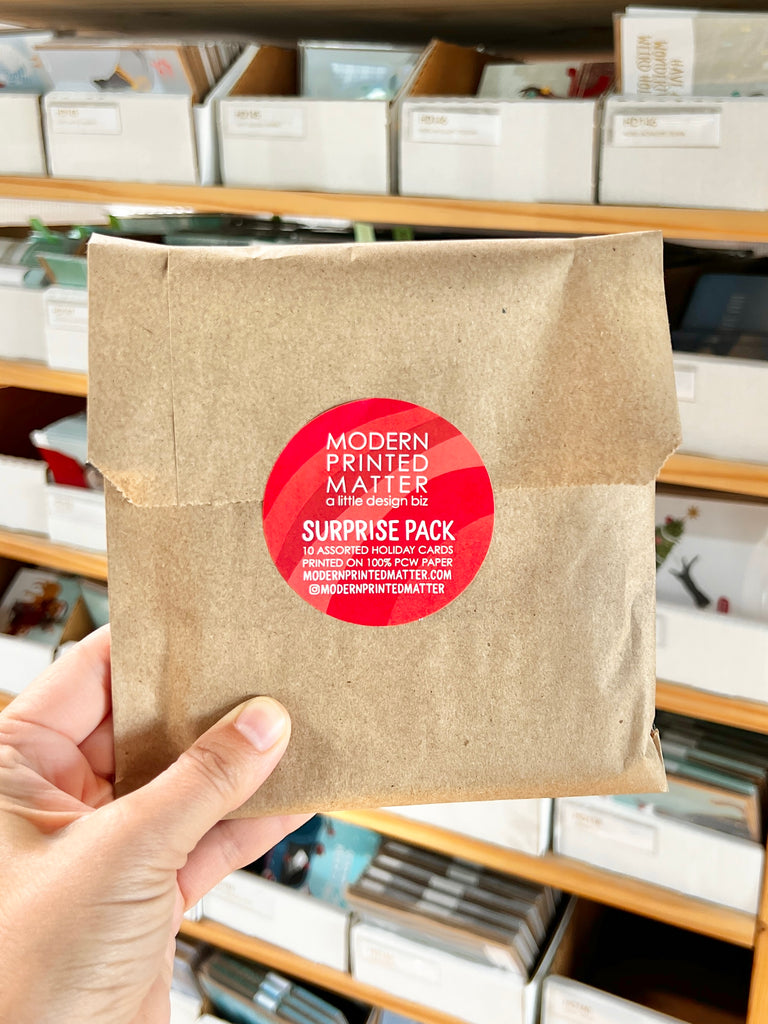 MODERN
PRINTED
MATTER
a little design biz
SURPRISE PACK
10 ASSORTED HOLIDAY CARDS
PRINTED ON 100% PCW PAPER
MODERNPRINTEDMATTER.COM
@MODERNPRINTEDMATTER